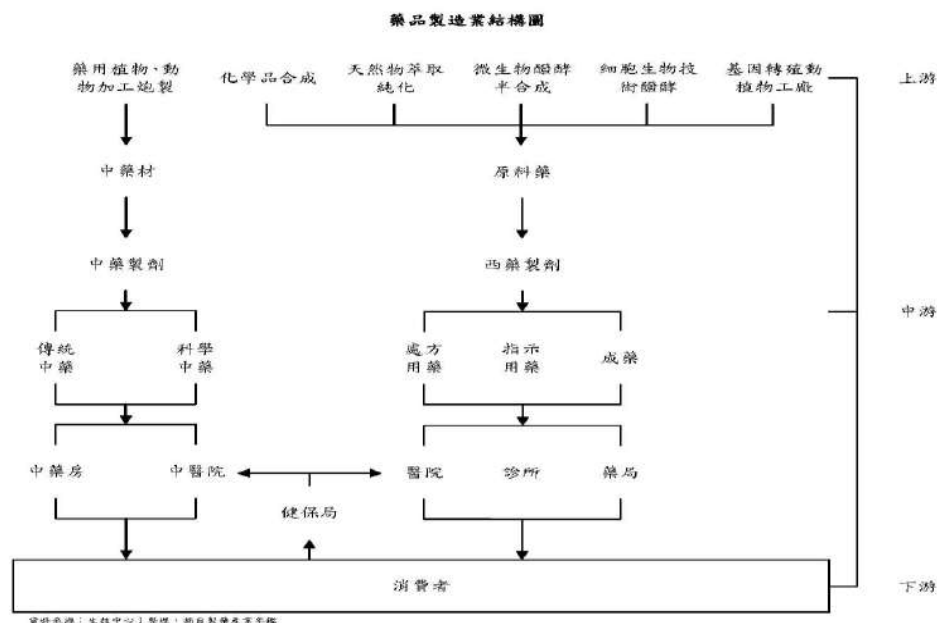 藥品製造業結構圖
藥用植物、動
物加工炮製
化學品合成
天然物萃取
純化
微生物醱酵
半合成
細胞生物技
術醱酵
基因轉殖動
植物工廠
上游
中藥材
原料藥
中藥製劑
西藥製劑
中游
傳統
中藥
科學
中藥
處方
用藥
指示
用藥
成藥
中藥房
中醫院
醫院
診所
藥局
健保局
消費者
下游